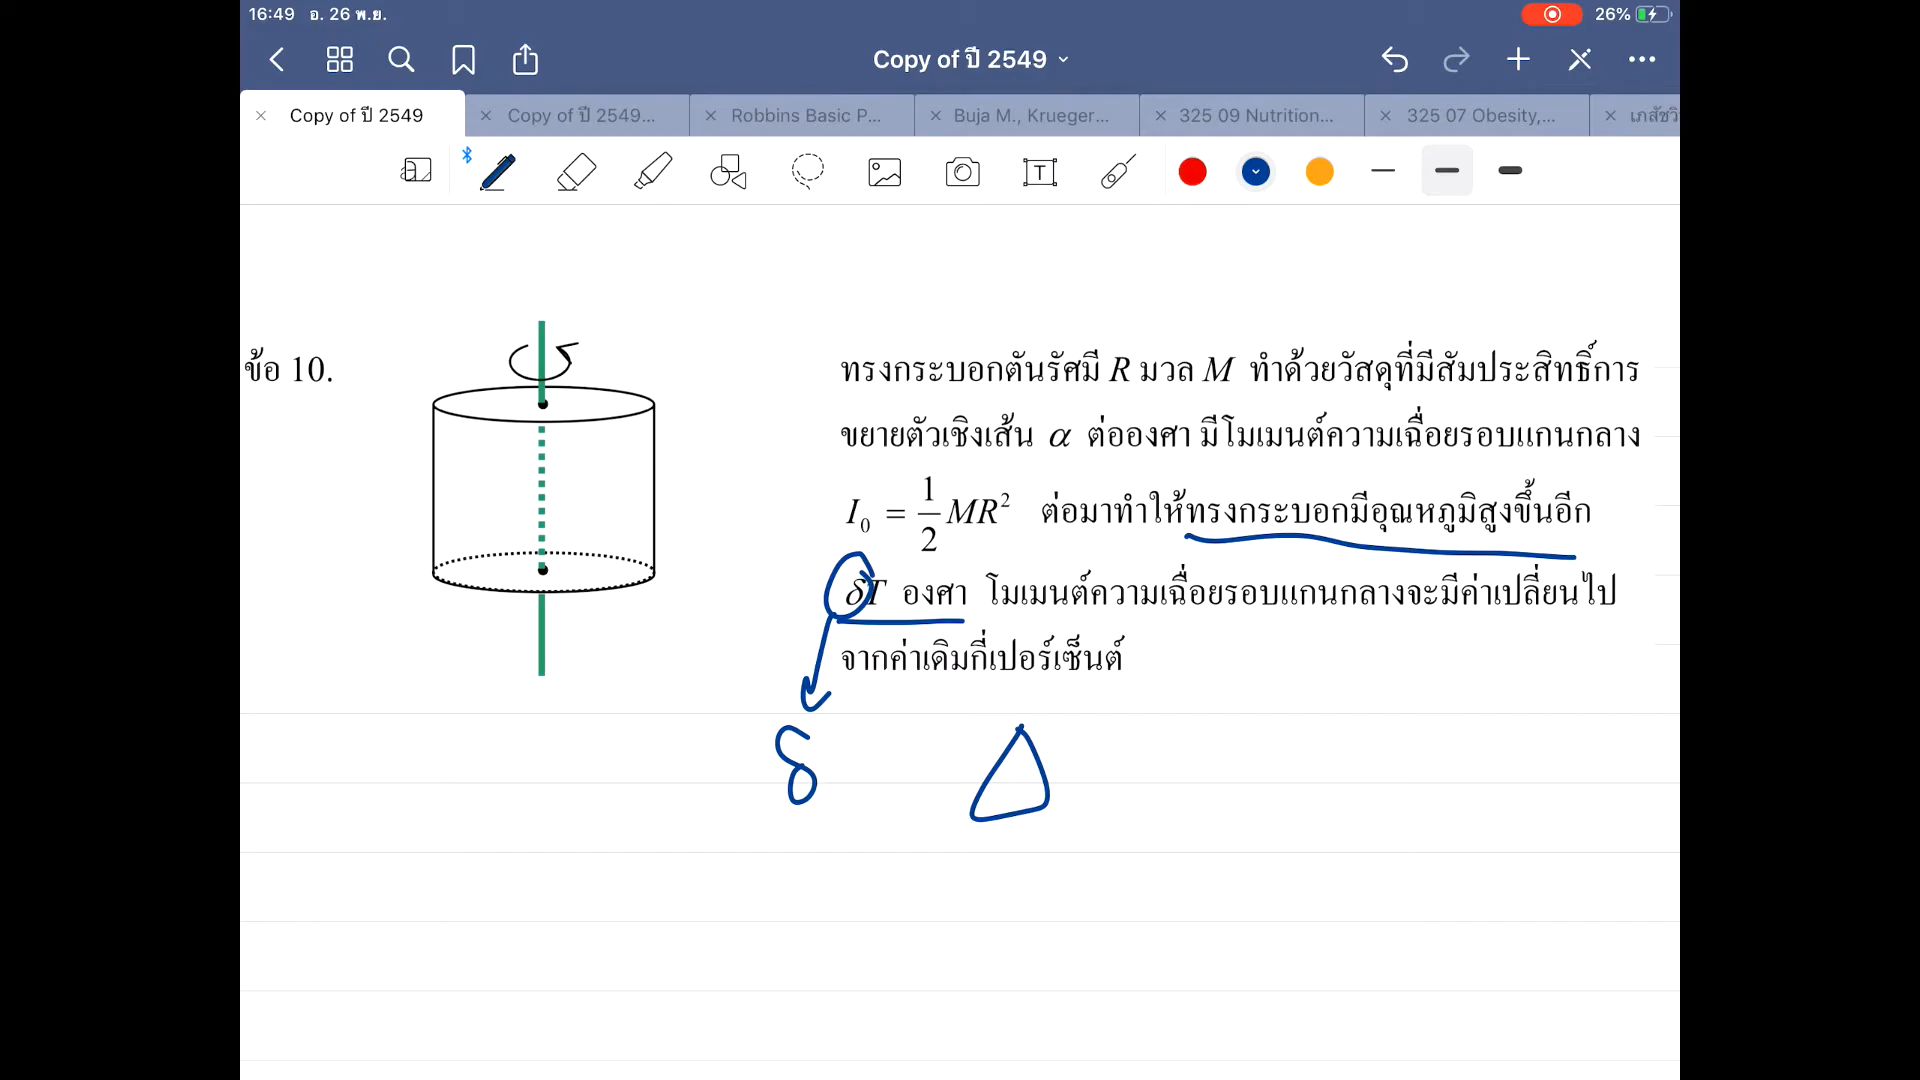 16:49 อ. 26 พ.ย.
26%
Copy of ปี 2549
Copy of ปี 2549
Copy of ปี 2549...
Robbins Basic P...
Buja M., Krueger...
325 09 Nutrition...
325 07 Obesity,...
เภสัชวิ
T
ข้อ 10.
ทรงกระบอกตันรัศมี R มวล M ทำด้วยวัสดุที่มีสัมประสิทธิ์การ
ขยายตัวเชิงเส้น α ต่อองศา มีโมเมนต์ความเฉื่อยรอบแกนกลาง
I₀ = 1/2 MR² ต่อมาทำให้ทรงกระบอกมีอุณหภูมิสูงขึ้นอีก
δT องศา โมเมนต์ความเฉื่อยรอบแกนกลางจะมีค่าเปลี่ยนไป
จากค่าเดิมกี่เปอร์เซ็นต์
δ Δ